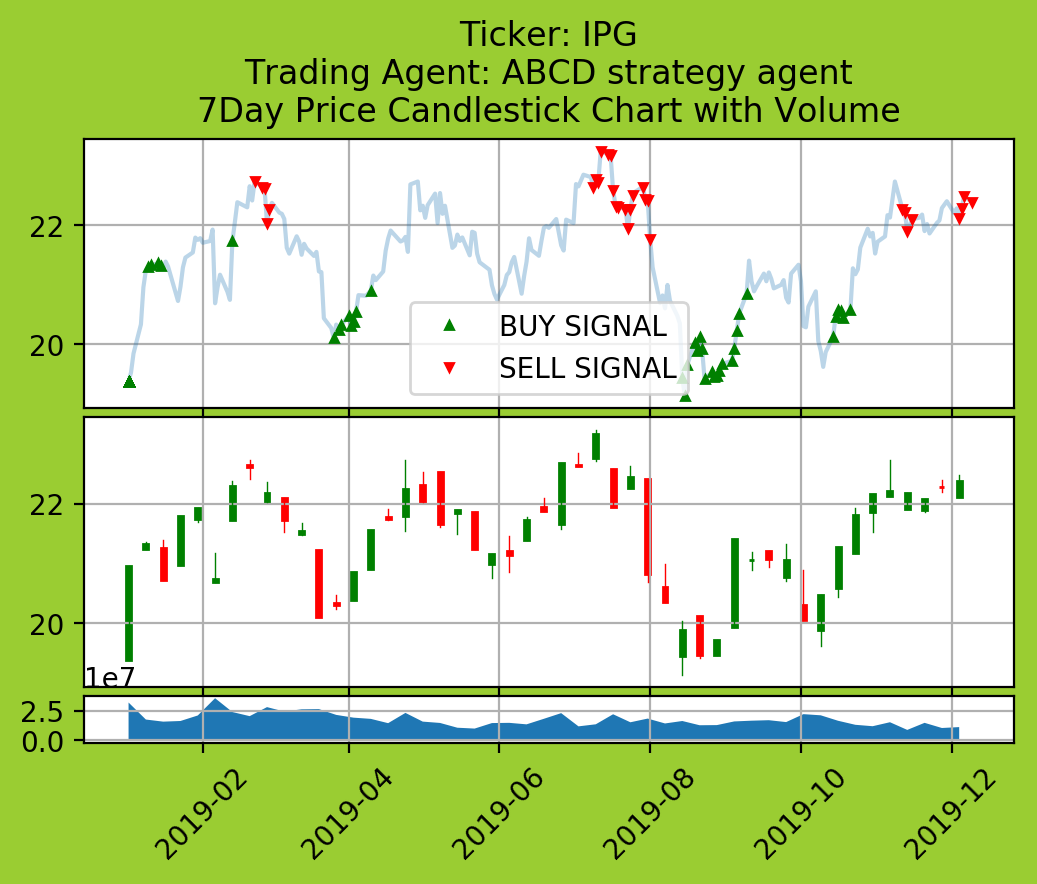 Ticker: IPG
Trading Agent: ABCD strategy agent
7Day Price Candlestick Chart with Volume
22
20
BUY SIGNAL
SELL SIGNAL
22
20
1e7
2.5
0.0
2019-02
2019-04
2019-06
2019-08
2019-10
2019-12